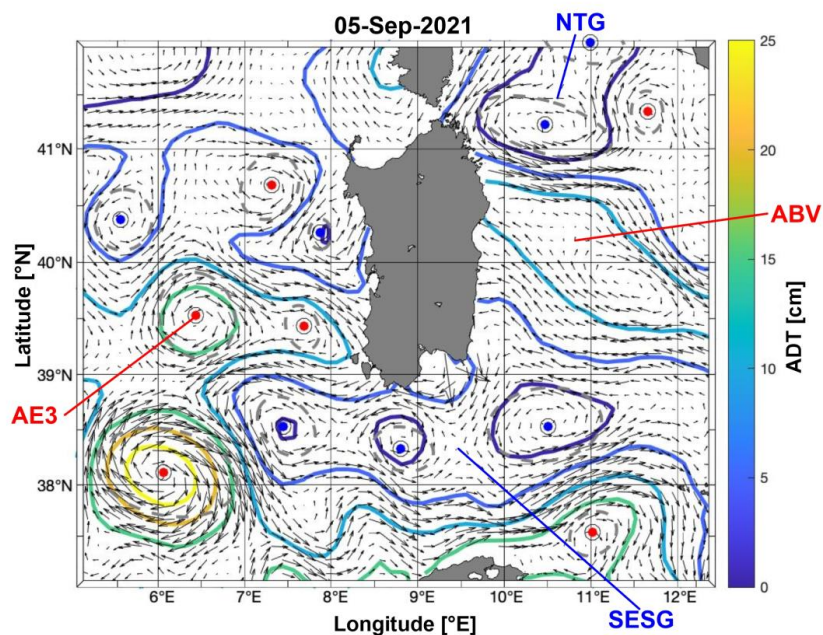 05-Sep-2021
NTG
ABV
AE3
SESG
41°N
40°N
39°N
38°N
Latitude [°N]
6°E 7°E 8°E 9°E 10°E 11°E 12°E
Longitude [°E]
25
20
15
10
5
0
ADT [cm]